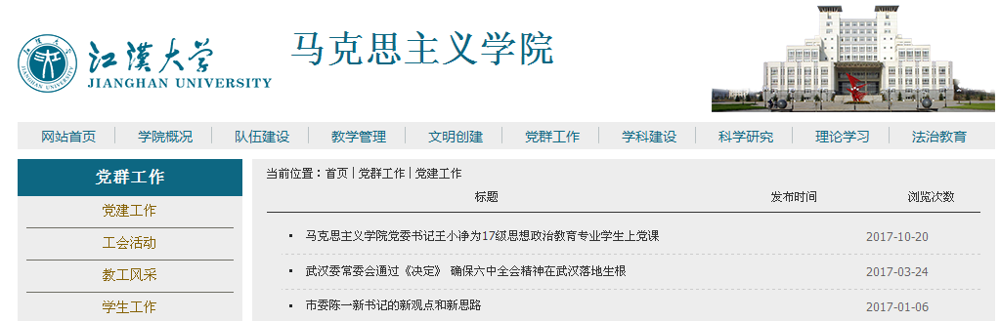 江汉大学
JIANGHAN UNIVERSITY
马克思主义学院
网站首页 学院概况 队伍建设 教学管理 文明创建 党群工作 学科建设 科学研究 理论学习 法治教育
党群工作
党建工作
工会活动
教工风采
学生工作
当前位置：首页 | 党群工作 | 党建工作
标题 发布时间 浏览次数
马克思主义学院党委书记王小诤为17级思想政治教育专业学生上党课 2017-10-20
武汉委常委会通过《决定》 确保六中全会精神在武汉落地生根 2017-03-24
市委陈一新书记的新观点和新思路 2017-01-06